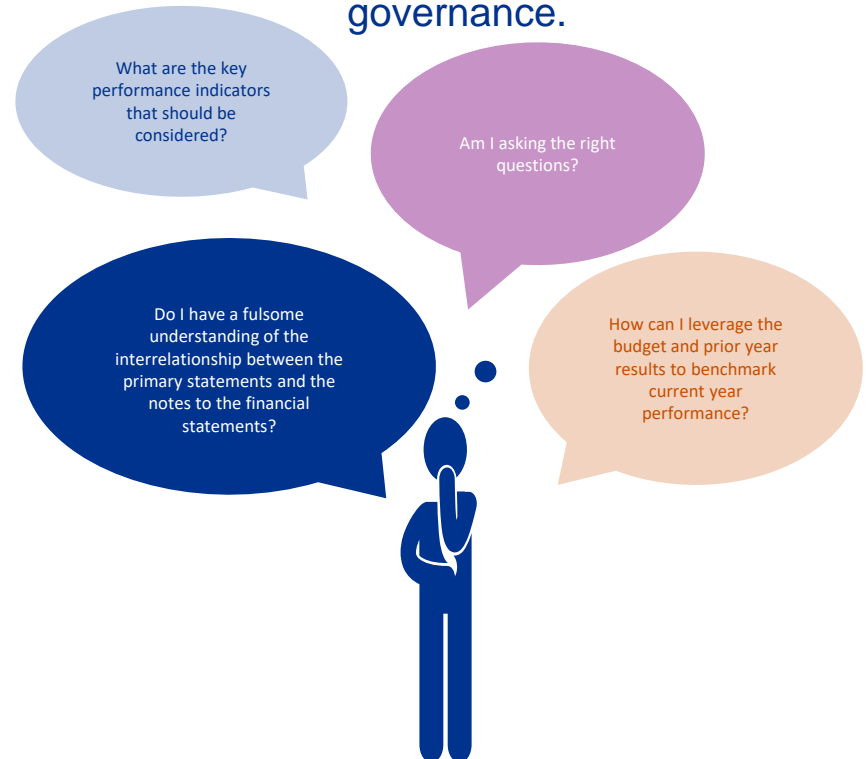 governance.
What are the key
performance indicators
that should be
considered?
Am I asking the right
questions?
Do I have a fulsome
understanding of the
interrelationship between the
primary statements and the
notes to the financial
statements?
How can I leverage the
budget and prior year
results to benchmark
current year
performance?